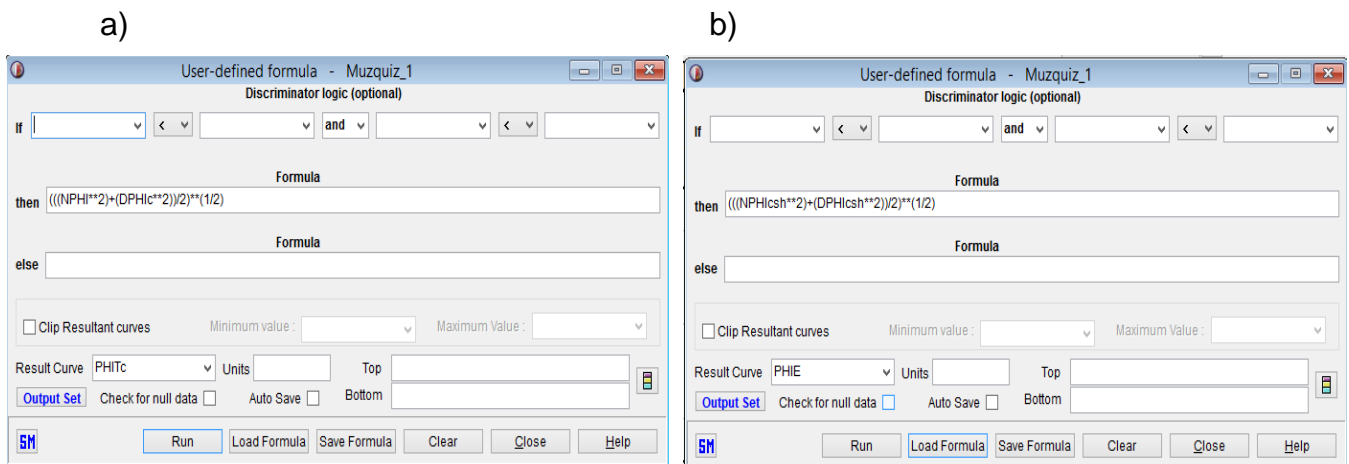 a)
User-defined formula - Muzquiz_1
Discriminator logic (optional)
If < and <
Formula
then (((NPHI**2)+(DPHIc**2))/2)**(1/2)
Formula
else
Clip Resultant curves Minimum value : Maximum Value :
Result Curve PHITc Units Top
Output Set Check for null data Auto Save Bottom
SM Run Load Formula Save Formula Clear Close Help
b)
User-defined formula - Muzquiz_1
Discriminator logic (optional)
If < and <
Formula
then (((NPHIcsh**2)+(DPHIcsh**2))/2)**(1/2)
Formula
else
Clip Resultant curves Minimum value : Maximum Value :
Result Curve PHIE Units Top
Output Set Check for null data Auto Save Bottom
SM Run Load Formula Save Formula Clear Close Help